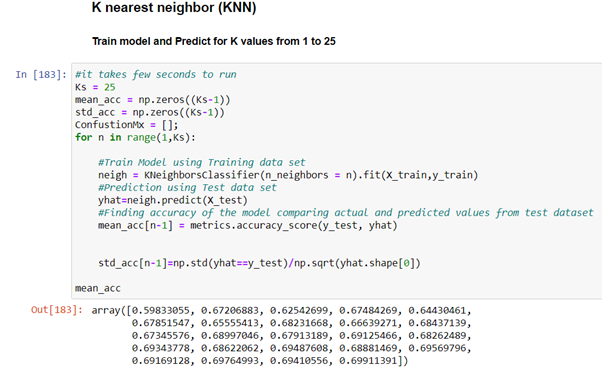 K nearest neighbor (KNN)
Train model and Predict for K values from 1 to 25
In [183]: #it takes few seconds to run
Ks = 25
mean_acc = np.zeros((Ks-1))
std_acc = np.zeros((Ks-1))
ConfustionMx = [];
for n in range(1,Ks):
#Train Model using Training data set
neigh = KNeighborsClassifier(n_neighbors = n).fit(X_train,y_train)
#Prediction using Test data set
yhat=neigh.predict(X_test)
#Finding accuracy of the model comparing actual and predicted values from test dataset
mean_acc[n-1] = metrics.accuracy_score(y_test, yhat)
std_acc[n-1]=np.std(yhat==y_test)/np.sqrt(yhat.shape[0])
mean_acc
Out[183]: array([0.59833055, 0.67206883, 0.62542699, 0.67484269, 0.64430461,
0.67851547, 0.65555413, 0.68231668, 0.66639271, 0.68437139,
0.67345576, 0.68997046, 0.67913189, 0.69125466, 0.68262489,
0.69343778, 0.68622062, 0.69487608, 0.68881469, 0.69569796,
0.69169128, 0.69764993, 0.69410556, 0.69911391])